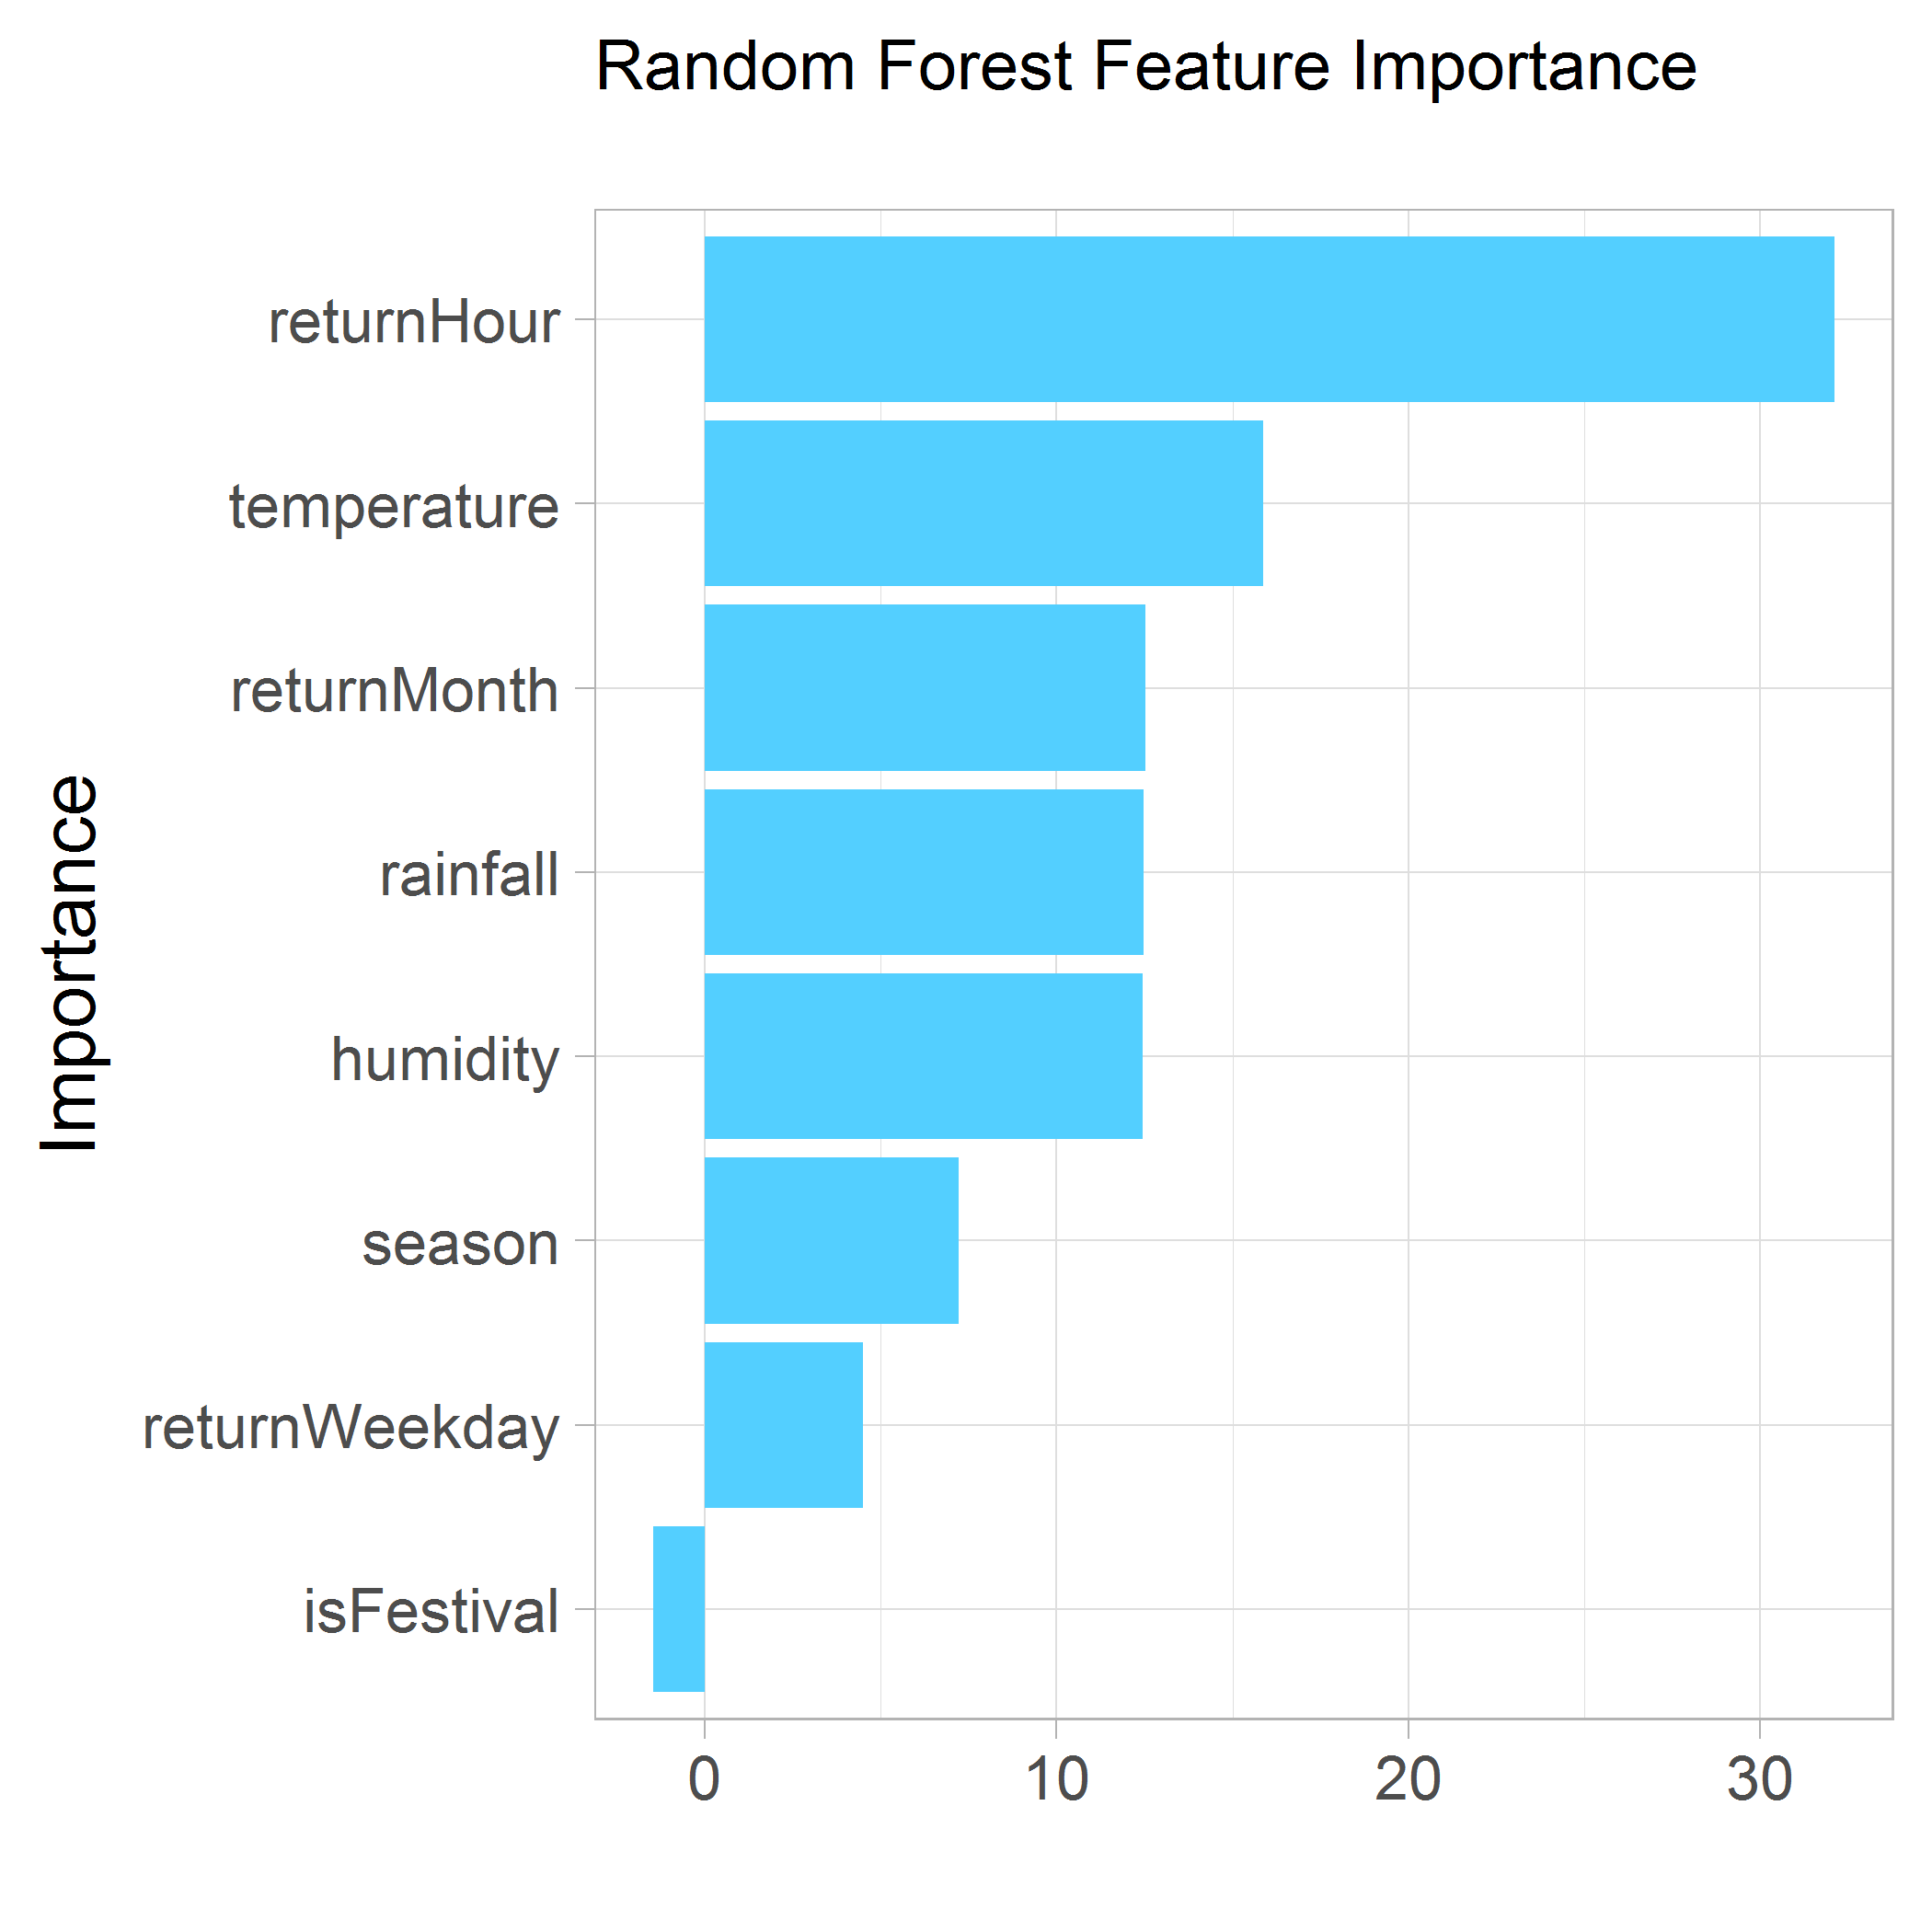 Random Forest Feature Importance
Importance
returnHour
temperature
returnMonth
rainfall
humidity
season
returnWeekday
isFestival
0 10 20 30